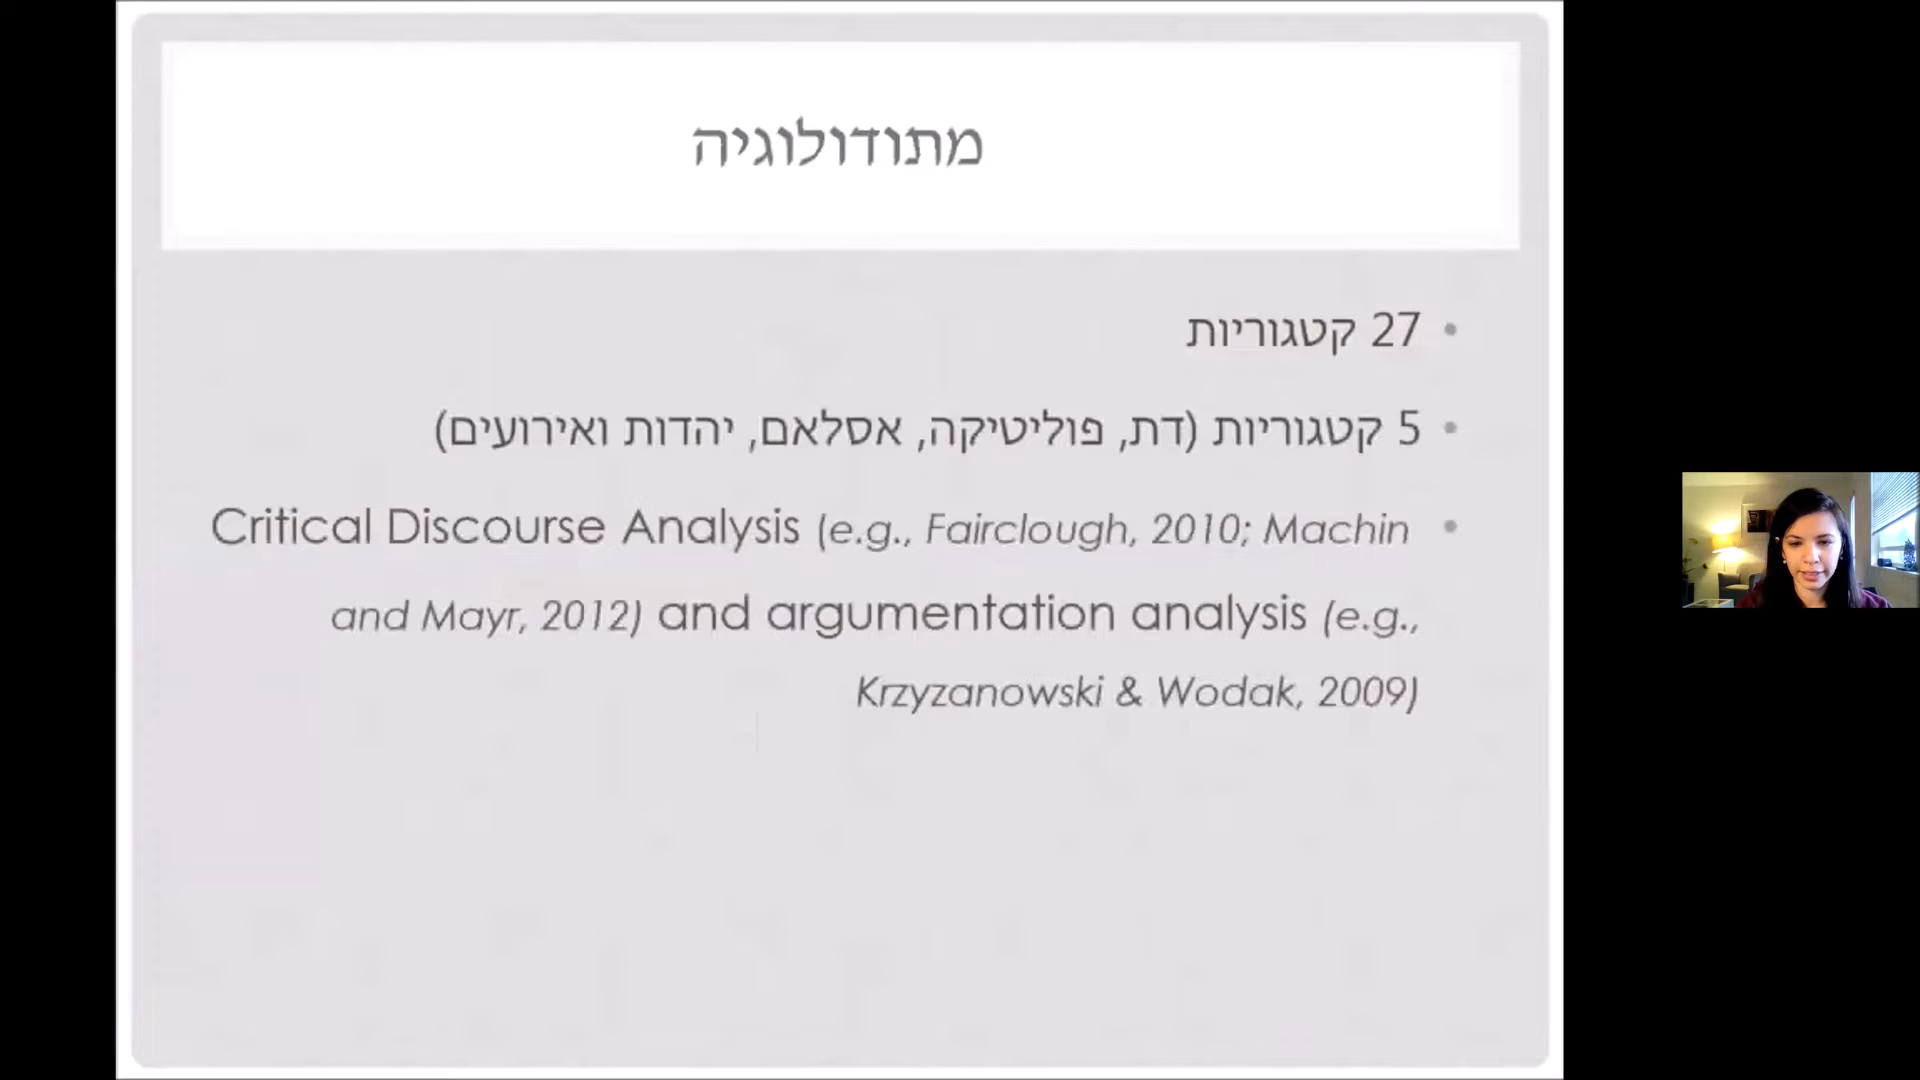 מתודולוגיה
• 27 קטגוריות
• 5 קטגוריות (דת, פוליטיקה, אסלאם, יהדות ואירועים)
• Critical Discourse Analysis (e.g., Fairclough, 2010; Machin
and Mayr, 2012) and argumentation analysis (e.g.,
Krzyzanowski & Wodak, 2009)